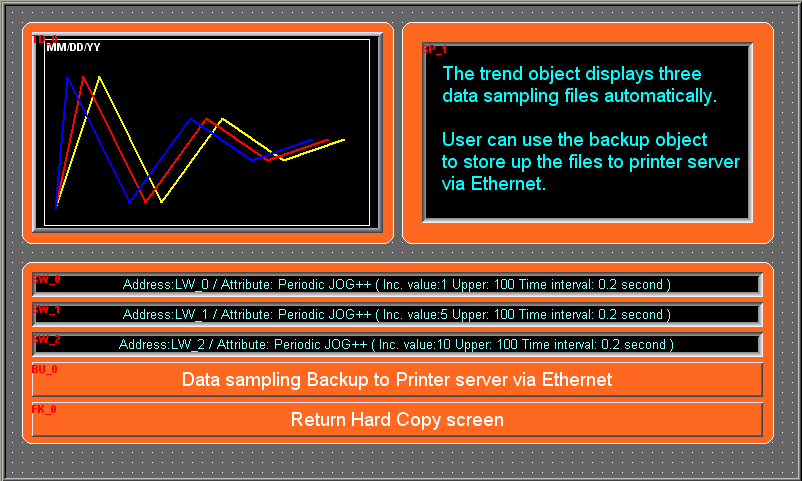 TD_0
MM/DD/YY
SP_1
The trend object displays three
data sampling files automatically.
User can use the backup object
to store up the files to printer server
via Ethernet.
SW_0
Address:LW_0 / Attribute: Periodic JOG++ ( Inc. value:1 Upper: 100 Time interval: 0.2 second )
SW_1
Address:LW_1 / Attribute: Periodic JOG++ ( Inc. value:5 Upper: 100 Time interval: 0.2 second )
SW_2
Address:LW_2 / Attribute: Periodic JOG++ ( Inc. value:10 Upper: 100 Time interval: 0.2 second )
BU_0
Data sampling Backup to Printer server via Ethernet
FK_0
Return Hard Copy screen